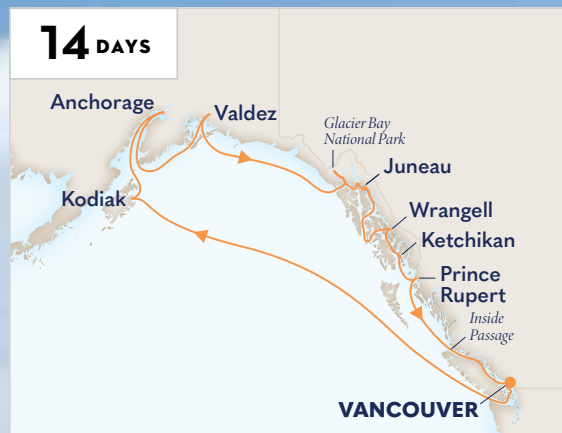 14 DAYS
Anchorage
Valdez
Glacier Bay
National Park
Juneau
Kodiak
Wrangell
Ketchikan
Prince
Rupert
Inside
Passage
VANCOUVER